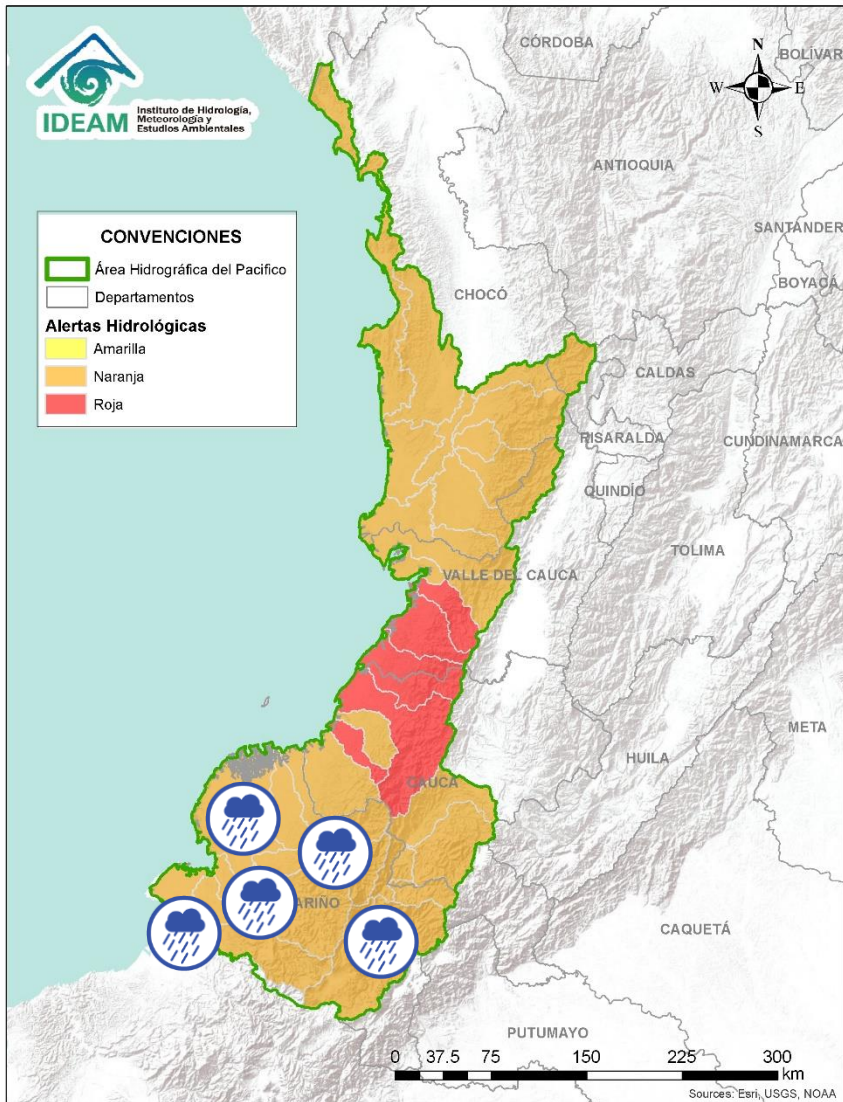 IDEAM
Instituto de Hidrología,
Meteorología y
Estudios Ambientales
CÓRDOBA
BOLÍVAR
N
W
E
S
ANTIOQUIA
SANTANDER
BOYACÁ
CONVENCIONES
Área Hidrográfica del Pacifico
Departamentos
Alertas Hidrológicas
Amarilla
Naranja
Roja
CHOCÓ
CALDAS
RISARALDA
CUNDINAMARCA
QUINDÍO
TOLIMA
VALLE DEL CAUCA
META
HUILA
CAUCA
ARIÑO
CAQUETÁ
PUTUMAYO
0 37.5 75 150 225 300
km
Sources: Esri, USGS, NOAA